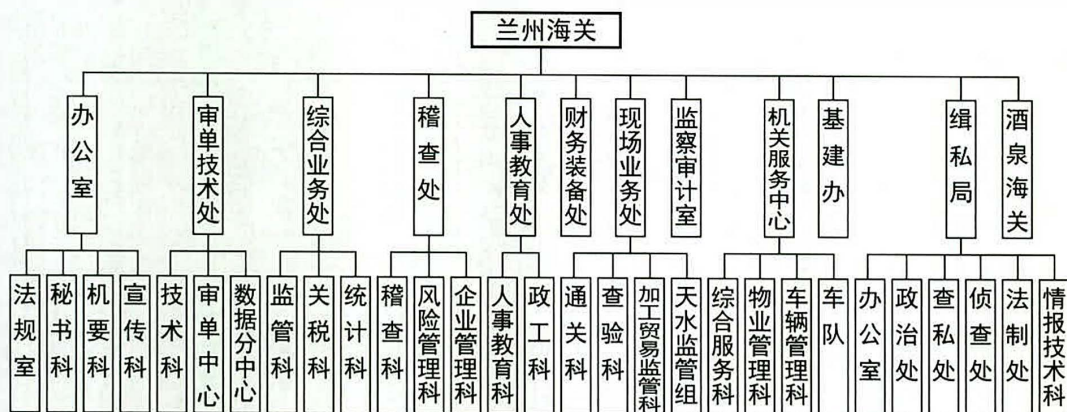 兰州海关
办公室
审单技术处
综合业务处
稽查处
人事教育处
财务装备处
现场业务处
监察审计室
机关服务中心
基建办
缉私局
酒泉海关
法规室
秘书科
机要科
宣传科
技术科
审单中心
数据分中心
监管科
关税科
统计科
稽查科
风险管理科
企业管理科
人事教育科
政工科
通关科
查验科
加工贸易监管科
天水监管组
综合服务科
物业管理科
车辆管理科
车队
办公室
政治处
查私处
侦查处
法制处
情报技术科